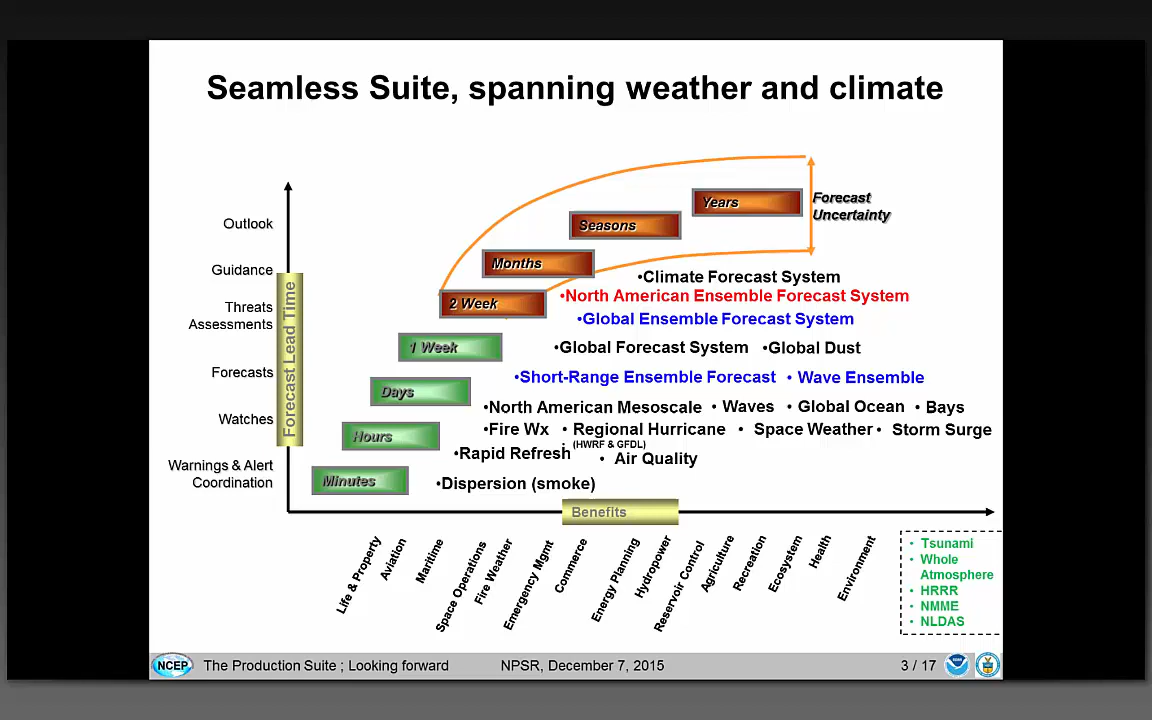 Seamless Suite, spanning weather and climate
Outlook
Guidance
Threats
Assessments
Forecasts
Watches
Warnings & Alert
Coordination
Forecast Lead Time
Years
Seasons
Months
2 Week
1 Week
Days
Hours
Minutes
Forecast
Uncertainty
•Climate Forecast System
•North American Ensemble Forecast System
•Global Ensemble Forecast System
•Global Forecast System •Global Dust
•Short-Range Ensemble Forecast • Wave Ensemble
•North American Mesoscale • Waves • Global Ocean • Bays
•Fire Wx • Regional Hurricane • Space Weather • Storm Surge
(HWRF & GFDL)
•Rapid Refresh
• Air Quality
•Dispersion (smoke)
Benefits
Life & Property
Aviation
Maritime
Space Operations
Fire Weather
Emergency Mgmt
Commerce
Energy Planning
Hydropower
Reservoir Control
Agriculture
Recreation
Ecosystem
Health
Environment
• Tsunami
• Whole
Atmosphere
• HRRR
• NMME
• NLDAS
NCEP
The Production Suite ; Looking forward
NPSR, December 7, 2015
3 / 17